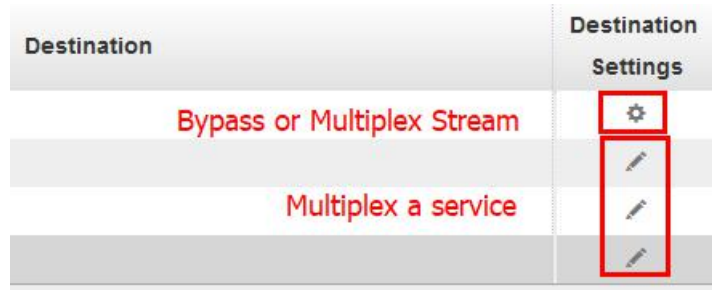 Destination
Destination
Settings
Bypass or Multiplex Stream
Multiplex a service